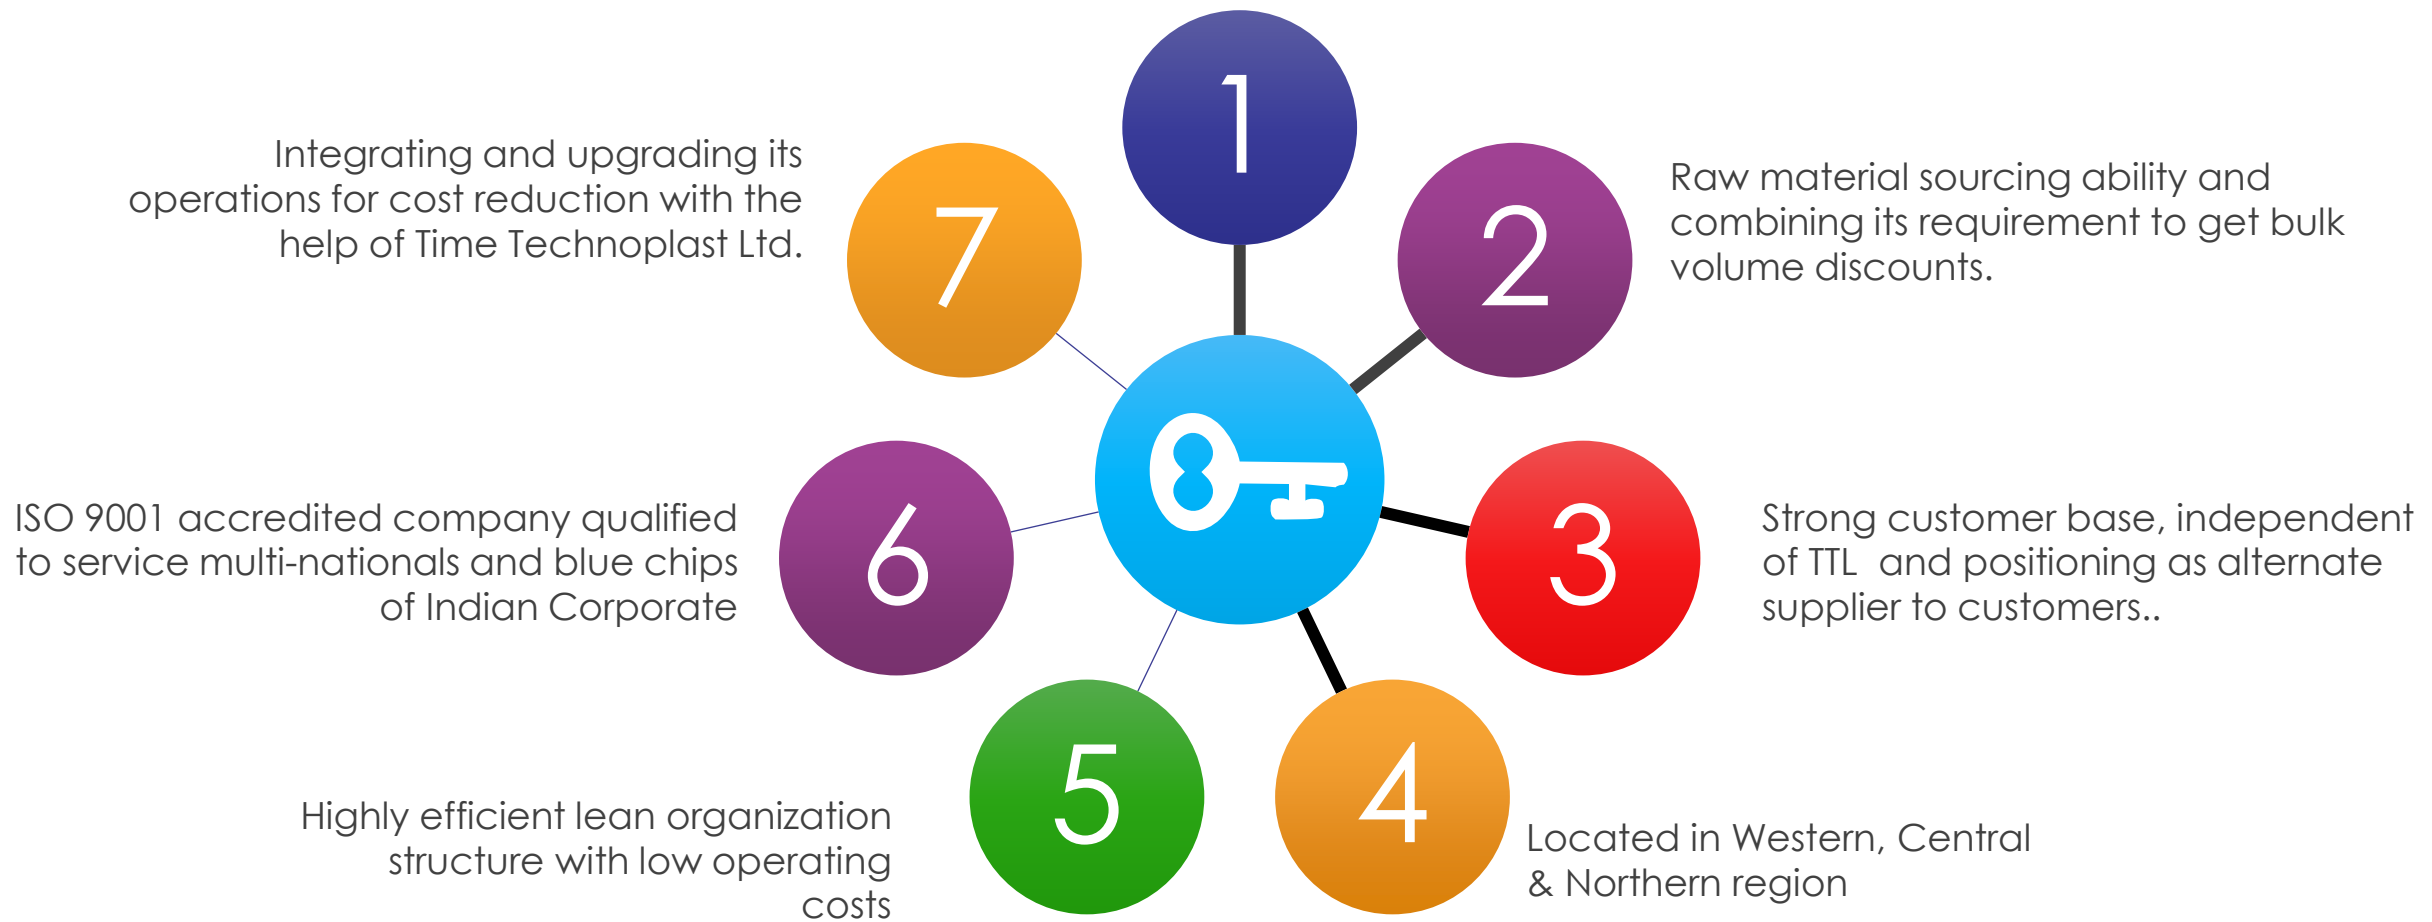 1
2
Raw material sourcing ability and
combining its requirement to get bulk
volume discounts.
3
Strong customer base, independent
of TTL  and positioning as alternate
supplier to customers..
4
Located in Western, Central
& Northern region
5
Highly efficient lean organization
structure with low operating
costs
6
ISO 9001 accredited company qualified
to service multi-nationals and blue chips
of Indian Corporate
7
Integrating and upgrading its
operations for cost reduction with the
help of Time Technoplast Ltd.